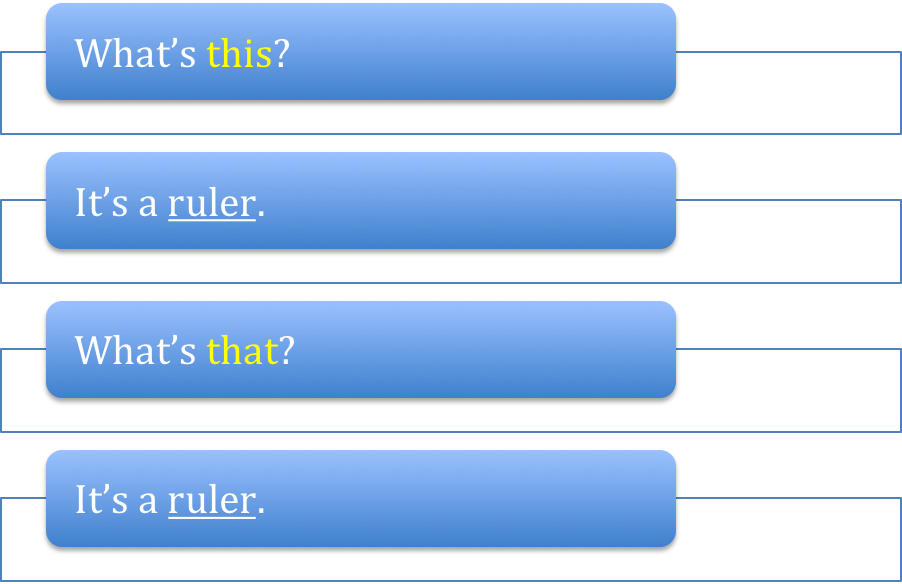 What’s this?
It’s a ruler.
What’s that?
It’s a ruler.